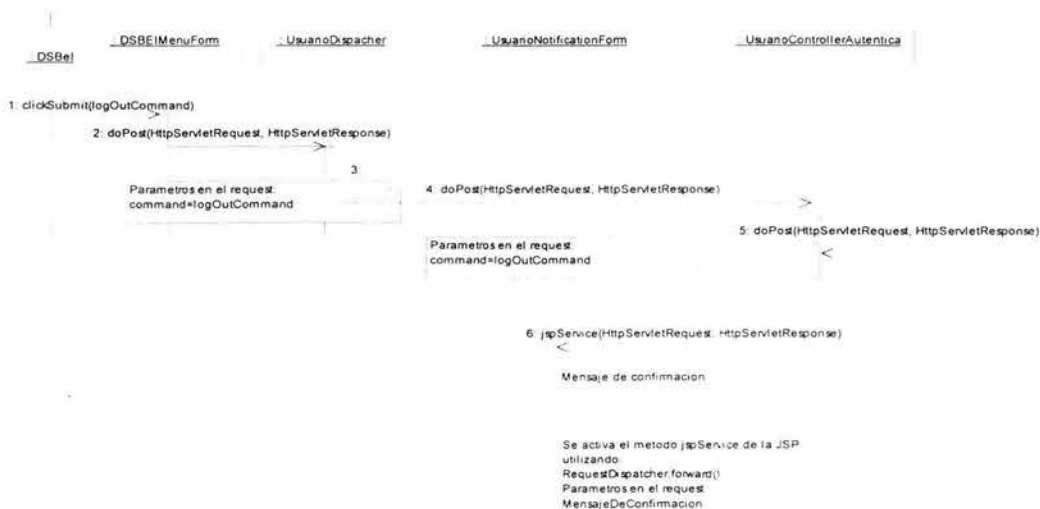 : DSBEIMenuForm
: UsuarioDispacher
: UsuarioNotificationForm
: UsuarioControllerAutentica
: DSBel
1: clickSubmit(logOutCommand)
2: doPost(HttpServletRequest, HttpServletResponse)
3:
Parametros en el request:
command=logOutCommand
4: doPost(HttpServletRequest, HttpServletResponse)
5: doPost(HttpServletRequest, HttpServletResponse)
Parametros en el request
command=logOutCommand
6: jspService(HttpServletRequest, HttpServletResponse)
Mensaje de confirmacion
Se activa el metodo jspService de la JSP
utilizando:
RequestDispatcher.forward()
Parametros en el request
MensajeDeConfirmacion